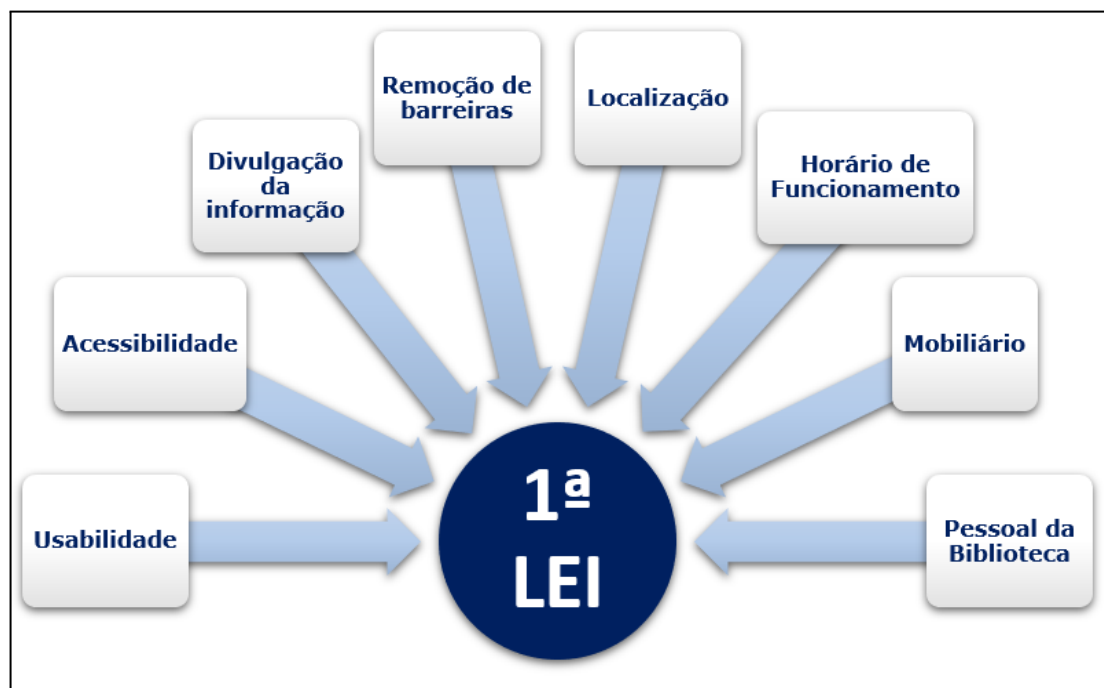 Remoção de
barreiras
Localização
Divulgação
da
informação
Horário de
Funcionamento
Acessibilidade
Mobiliário
Usabilidade
1ª
LEI
Pessoal da
Biblioteca